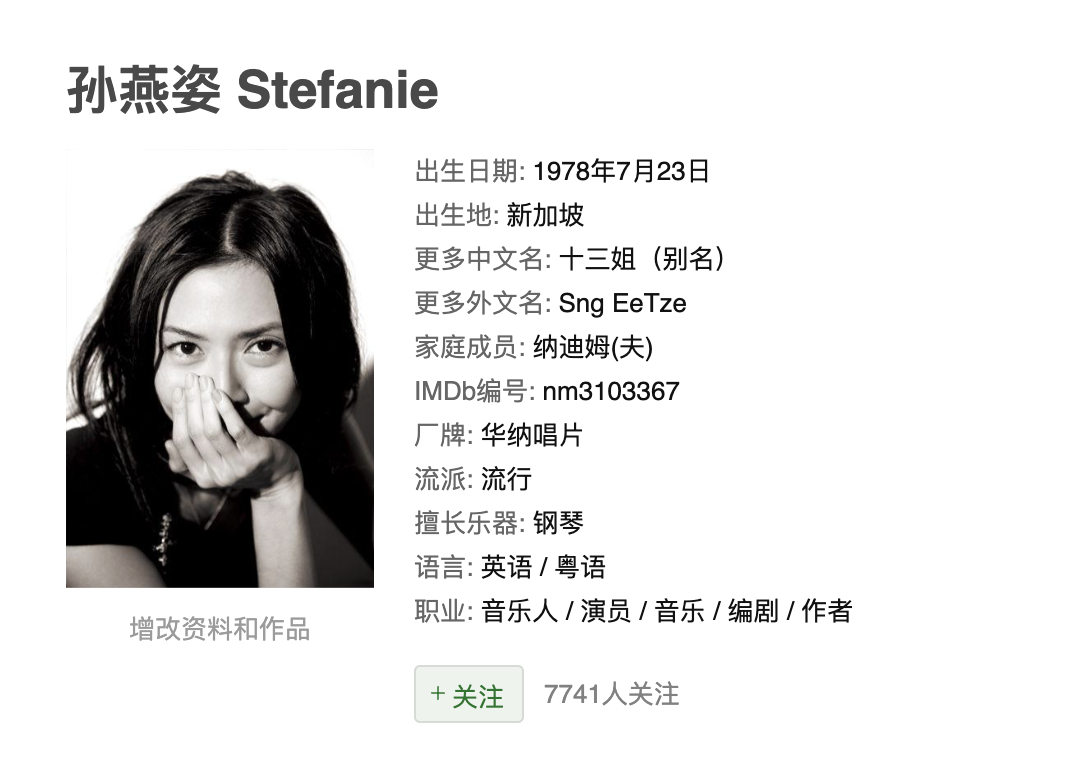 孙燕姿 Stefanie
出生日期: 1978年7月23日
出生地: 新加坡
更多中文名: 十三姐（别名）
更多外文名: Sng EeTze
家庭成员: 纳迪姆(夫)
IMDb编号: nm3103367
厂牌: 华纳唱片
流派: 流行
擅长乐器: 钢琴
语言: 英语 / 粤语
职业: 音乐人 / 演员 / 音乐 / 编剧 / 作者
增改资料和作品
+ 关注 7741人关注